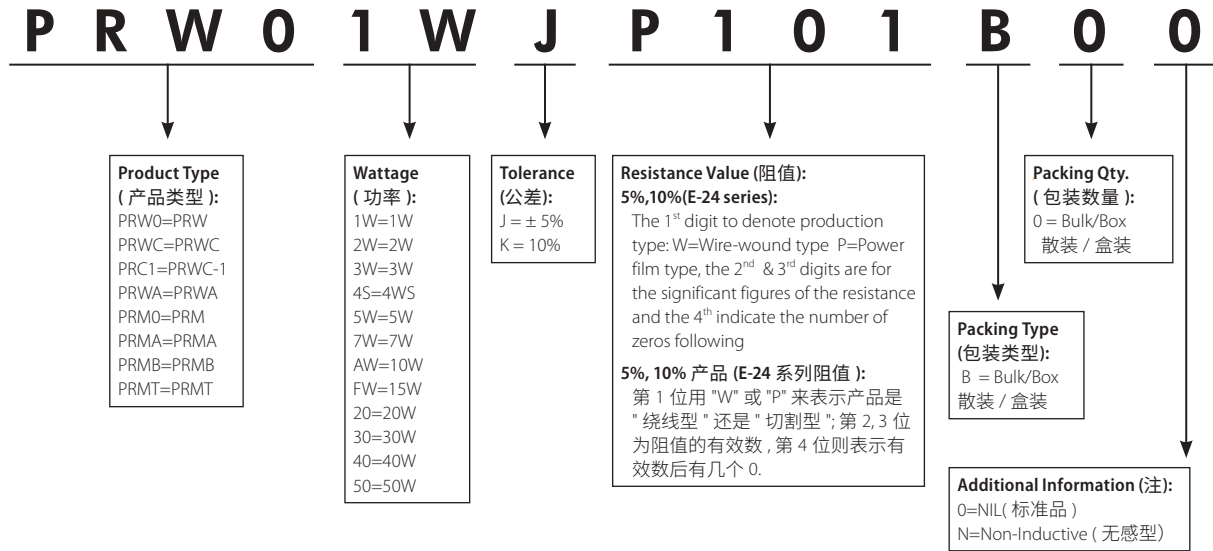 P R W 0 1 W J P 1 0 1 B 0 0
Product Type
( 产品类型 ):
PRW0=PRW
PRWC=PRWC
PRC1=PRWC-1
PRWA=PRWA
PRM0=PRM
PRMA=PRMA
PRMB=PRMB
PRMT=PRMT
Wattage
( 功率 ):
1W=1W
2W=2W
3W=3W
4S=4WS
5W=5W
7W=7W
AW=10W
FW=15W
20=20W
30=30W
40=40W
50=50W
Tolerance
(公差):
J = ± 5%
K = 10%
Resistance Value (阻值):
5%,10%(E-24 series):
The 1st digit to denote production
type: W=Wire-wound type P=Power
film type, the 2nd & 3rd digits are for
the significant figures of the resistance
and the 4th indicate the number of
zeros following
5%, 10% 产品 (E-24 系列阻值 ):
第 1 位用 "W" 或 "P" 来表示产品是
" 绕线型 " 还是 " 切割型 "; 第 2, 3 位
为阻值的有效数 , 第 4 位则表示有
效数后有几个 0.
Packing Qty.
( 包装数量 ):
0 = Bulk/Box
散装 / 盒装
Packing Type
(包装类型):
B = Bulk/Box
散装 / 盒装
Additional Information (注):
0=NIL( 标准品 )
N=Non-Inductive ( 无感型)